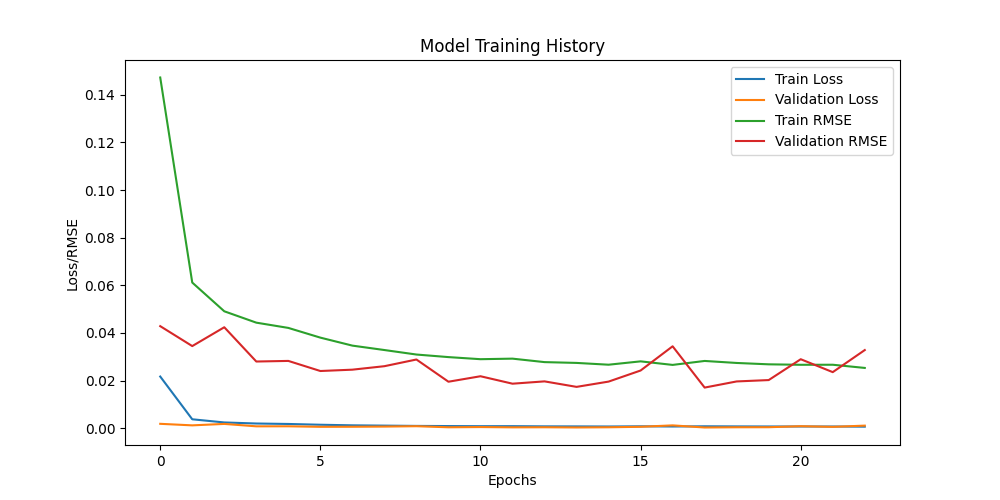 Model Training History
Train Loss
Validation Loss
Train RMSE
Validation RMSE
0.14
0.12
0.10
0.08
0.06
0.04
0.02
0.00
Loss/RMSE
0 5 10 15 20
Epochs